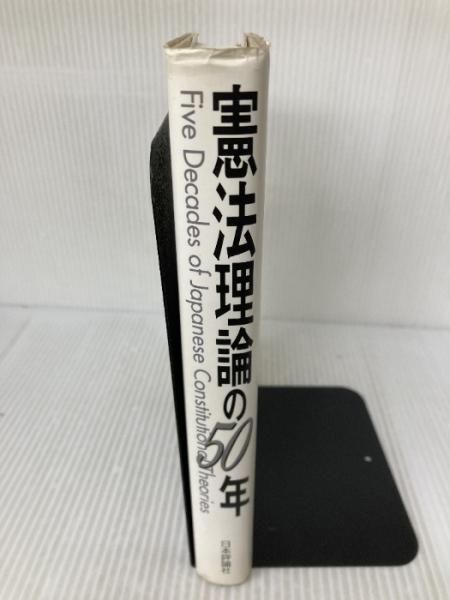 憲法理論の50年
Five Decades of Japanese Constitutional Theories
日本評論社